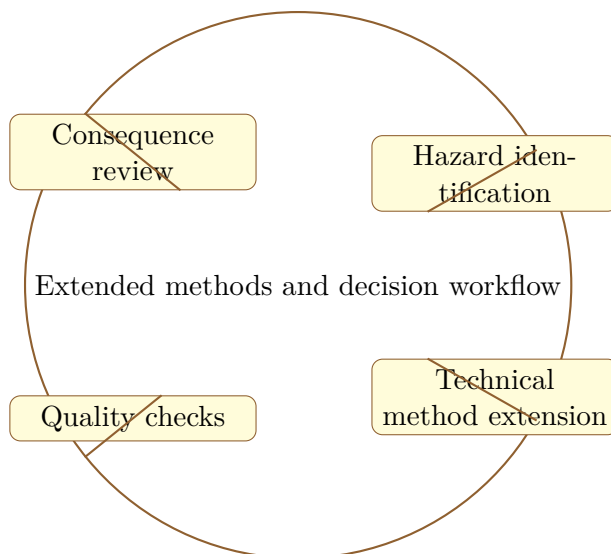 Consequence
review
Hazard iden-
tification
Extended methods and decision workflow
Technical
method extension
Quality checks